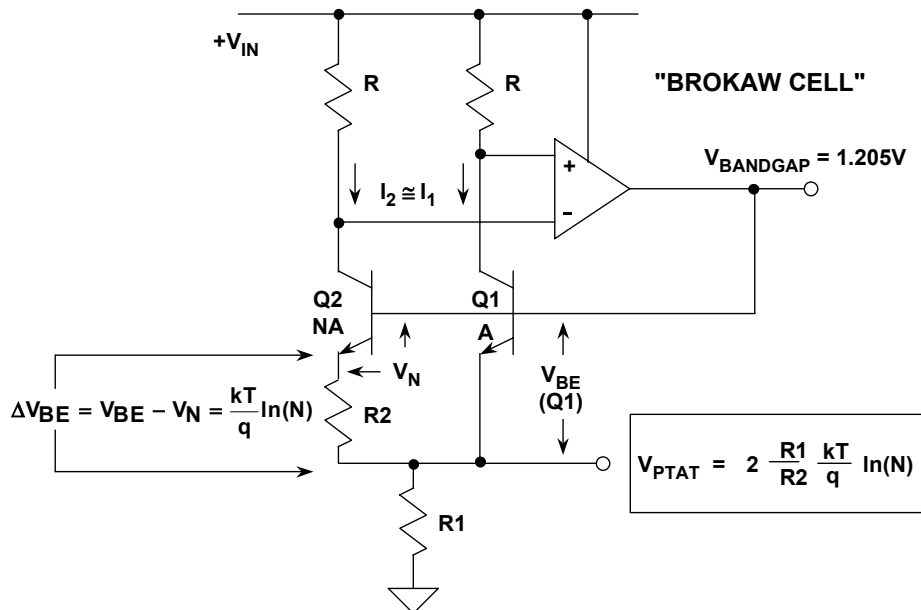 +VIN
R
R
"BROKAW CELL"
VBANDGAP = 1.205V
+
I2 ≅ I1
-
Q2
NA
Q1
A
VN
VBE
(Q1)
ΔVBE = VBE − VN = kT/q ln(N)
R2
VPTAT = 2 R1/R2 kT/q ln(N)
R1